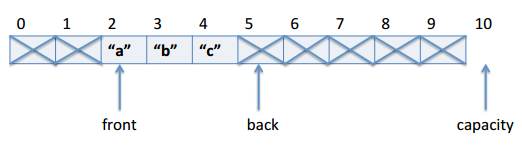 0 1 2 3 4 5 6 7 8 9 10
“a” “b” “c”
front back capacity